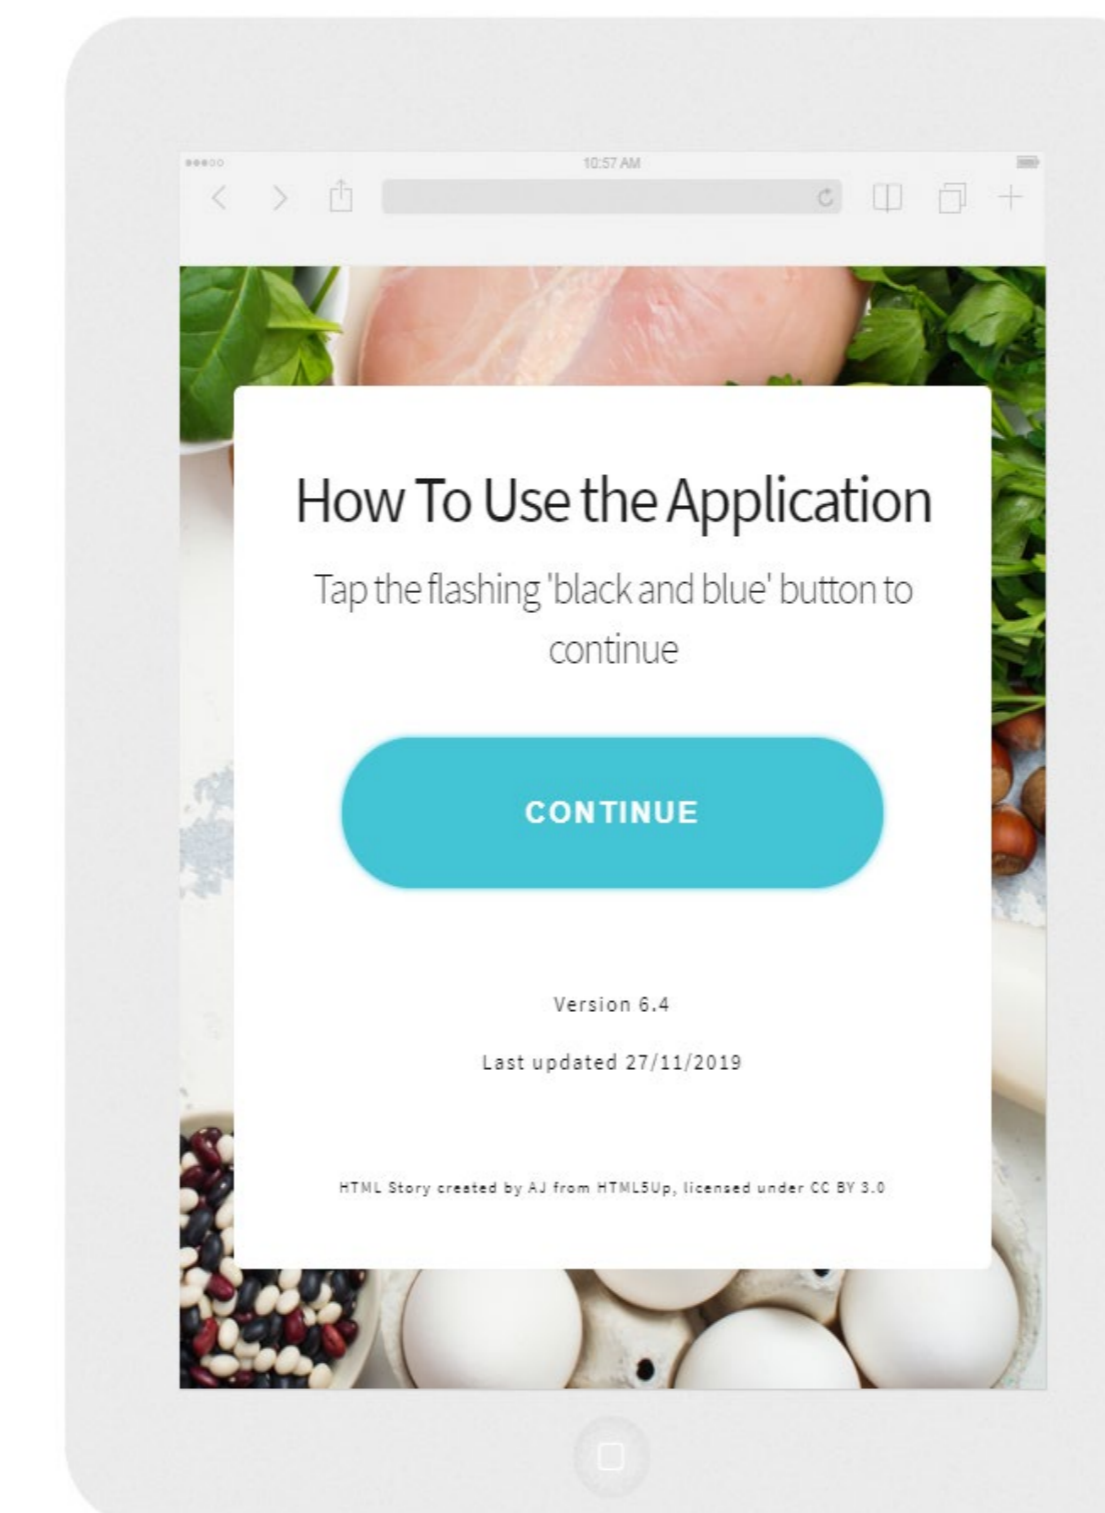 10:57 AM
How To Use the Application
Tap the flashing 'black and blue' button to
continue
CONTINUE
Version 6.4
Last updated 27/11/2019
HTML Story created by AJ from HTML5Up, licensed under CC BY 3.0